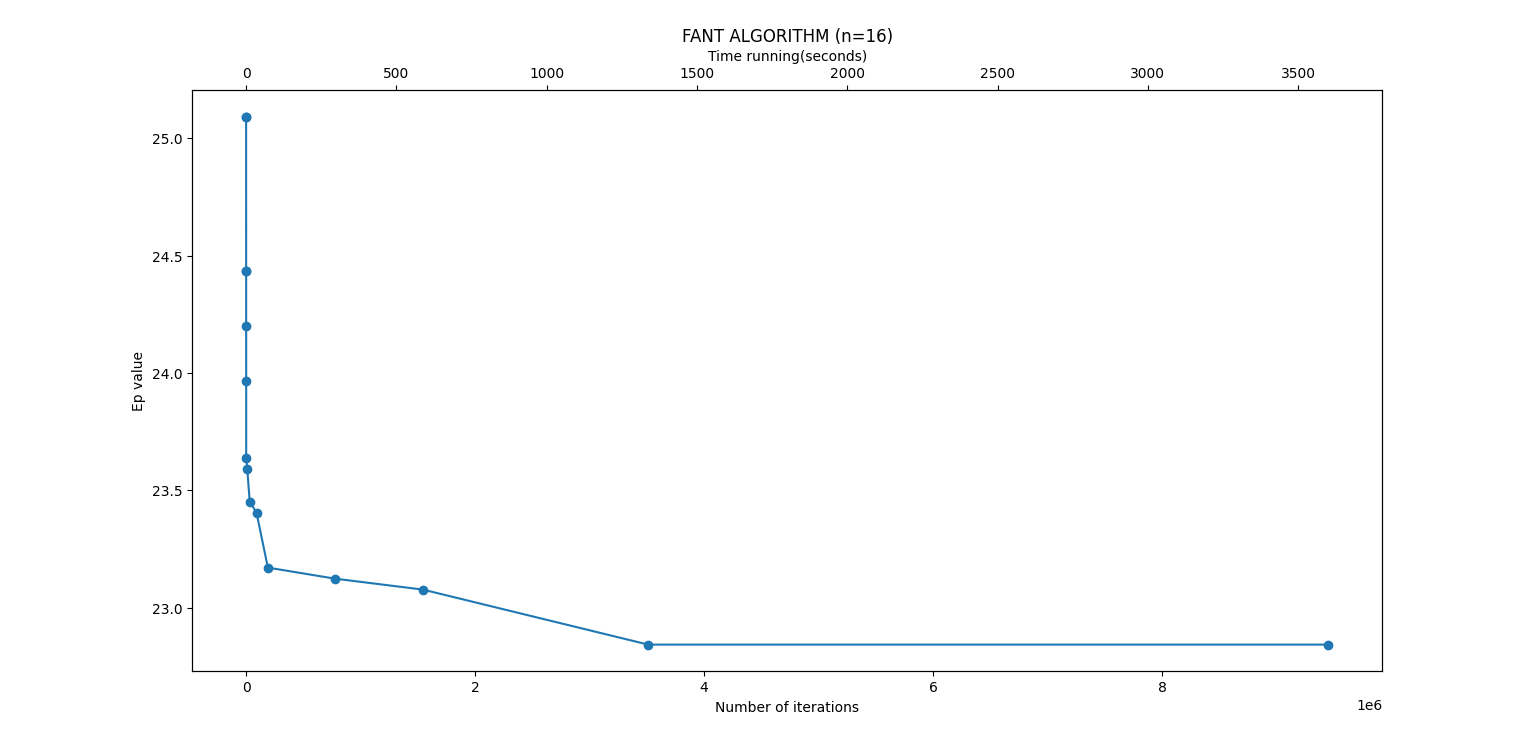 FANT ALGORITHM (n=16)
Time running(seconds)
0 500 1000 1500 2000 2500 3000 3500
25.0
24.5
24.0
23.5
23.0
Ep value
0 2 4 6 8
1e6
Number of iterations